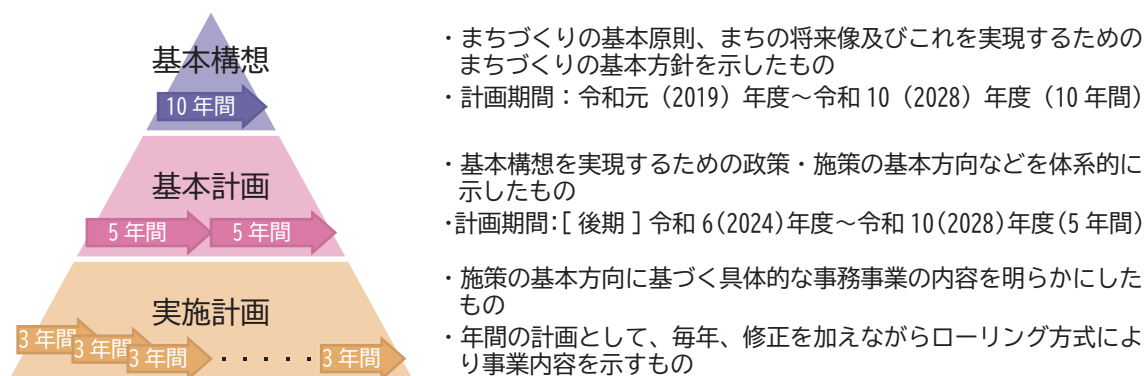 基本構想
10 年間
・まちづくりの基本原則、まちの将来像及びこれを実現するための
まちづくりの基本方針を示したもの
・計画期間：令和元（2019）年度～令和 10（2028）年度（10 年間）
基本計画
5 年間
5 年間
・基本構想を実現するための政策・施策の基本方向などを体系的に
示したもの
・計画期間：[ 後期 ] 令和 6(2024)年度～令和 10(2028)年度(5 年間)
実施計画
3 年間
3 年間
3 年間
・・・・・
3 年間
・施策の基本方向に基づく具体的な事務事業の内容を明らかにした
もの
・年間の計画として、毎年、修正を加えながらローリング方式によ
り事業内容を示すもの